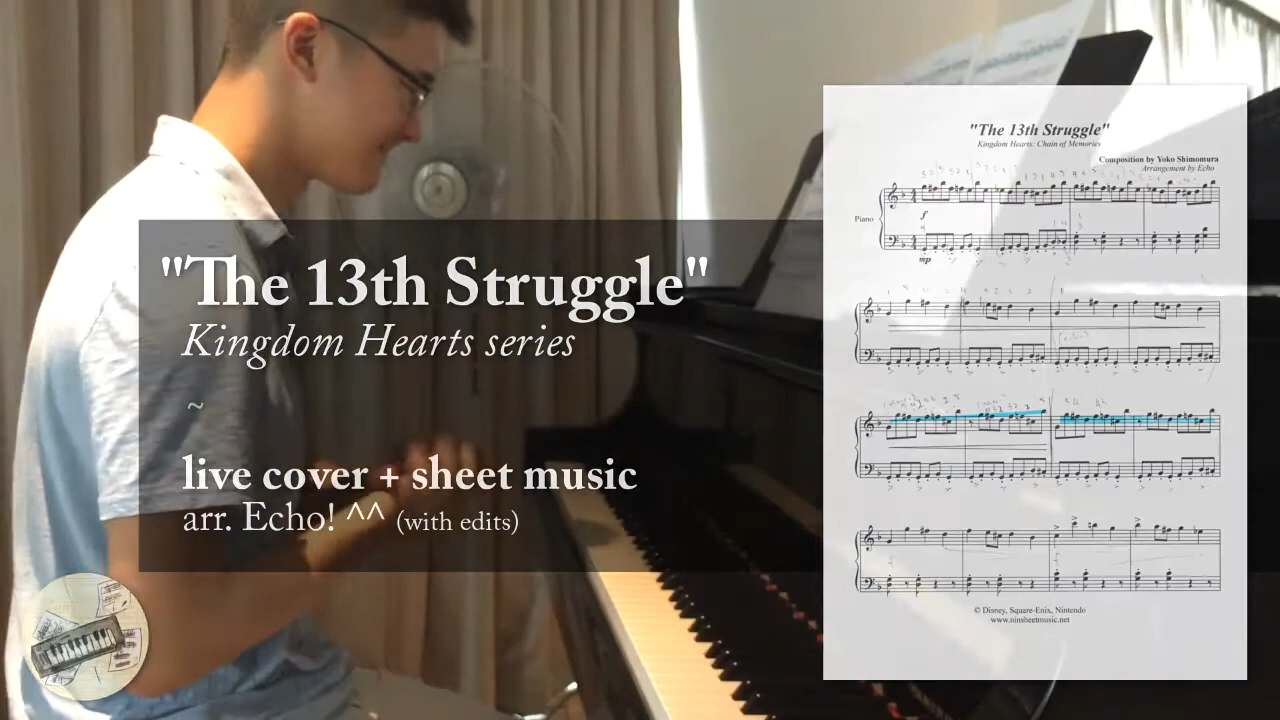 "The 13th Struggle"
Kingdom Hearts series
~
live cover + sheet music
arr. Echo! ^^ (with edits)
"The 13th Struggle"
Kingdom Hearts: Chain of Memories
Composition by Yoko Shimomura
Arrangement by Echo
Piano
f
mp
© Disney, Square-Enix, Nintendo
www.ninsheetmusic.net